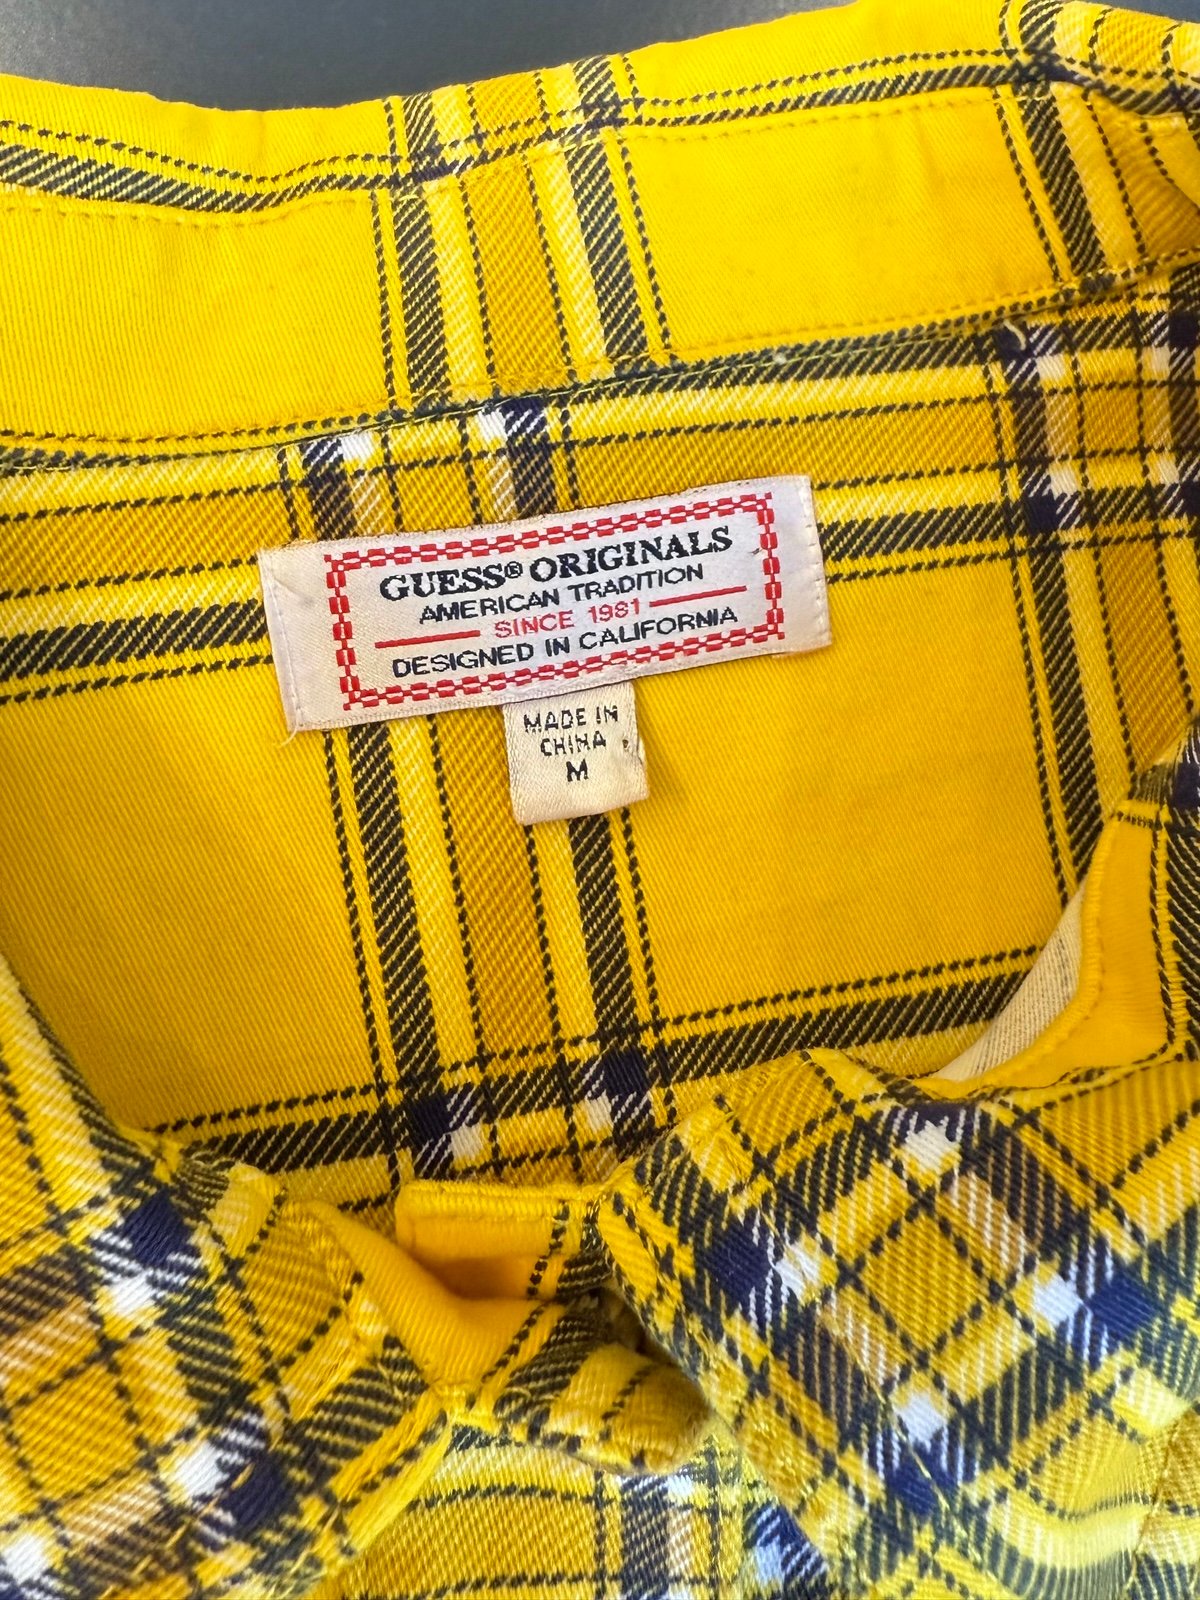 GUESS® ORIGINALS
AMERICAN TRADITION
SINCE 1981
DESIGNED IN CALIFORNIA
MADE IN
CHINA
M